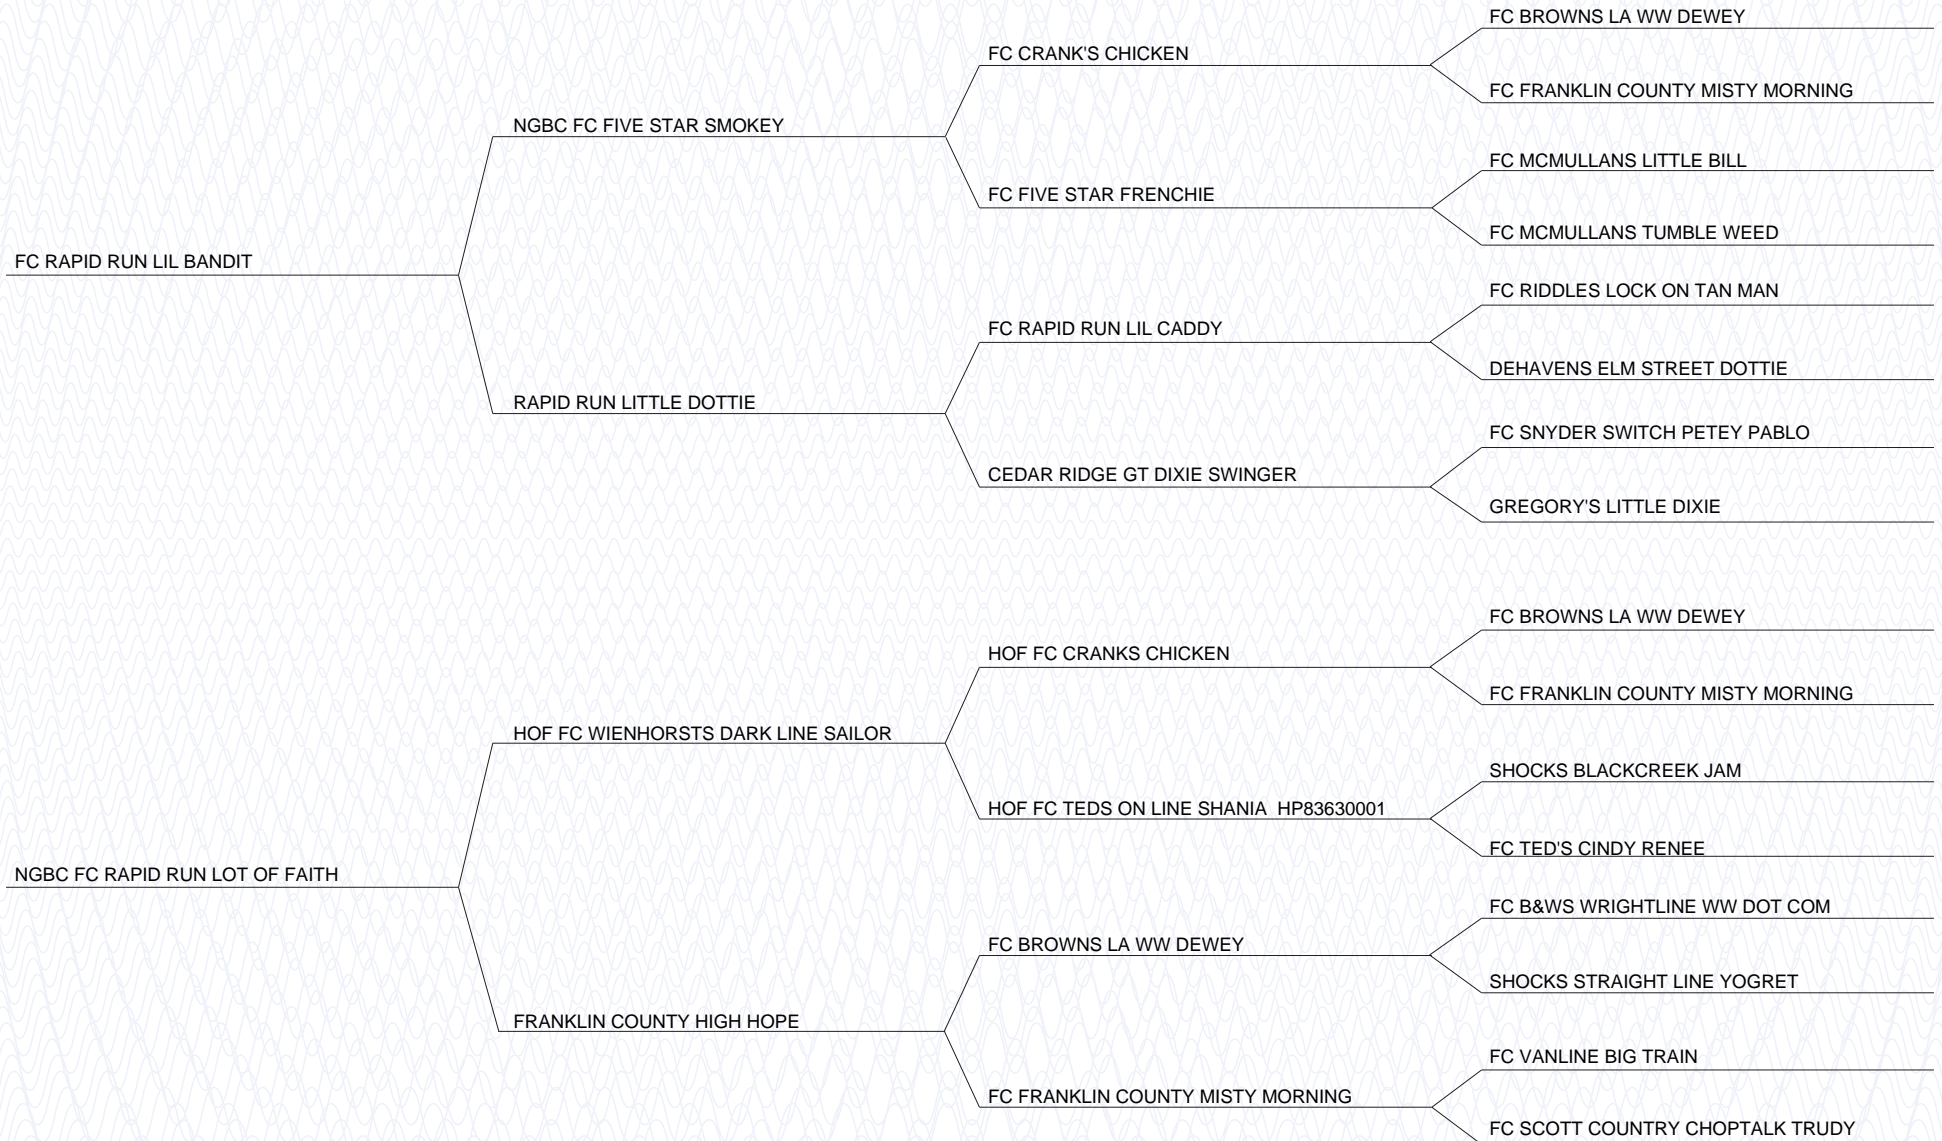 FC BROWNS LA WW DEWEY
FC CRANK'S CHICKEN
FC FRANKLIN COUNTY MISTY MORNING
NGBC FC FIVE STAR SMOKEY
FC MCMULLANS LITTLE BILL
FC FIVE STAR FRENCHIE
FC MCMULLANS TUMBLE WEED
FC RAPID RUN LIL BANDIT
FC RIDDLES LOCK ON TAN MAN
FC RAPID RUN LIL CADDY
DEHAVENS ELM STREET DOTTIE
RAPID RUN LITTLE DOTTIE
FC SNYDER SWITCH PETEY PABLO
CEDAR RIDGE GT DIXIE SWINGER
GREGORY'S LITTLE DIXIE
FC BROWNS LA WW DEWEY
HOF FC CRANKS CHICKEN
FC FRANKLIN COUNTY MISTY MORNING
HOF FC WIENHORSTS DARK LINE SAILOR
SHOCKS BLACKCREEK JAM
HOF FC TEDS ON LINE SHANIA  HP83630001
FC TED'S CINDY RENEE
NGBC FC RAPID RUN LOT OF FAITH
FC B&WS WRIGHTLINE WW DOT COM
FC BROWNS LA WW DEWEY
SHOCKS STRAIGHT LINE YOGRET
FRANKLIN COUNTY HIGH HOPE
FC VANLINE BIG TRAIN
FC FRANKLIN COUNTY MISTY MORNING
FC SCOTT COUNTRY CHOPTALK TRUDY